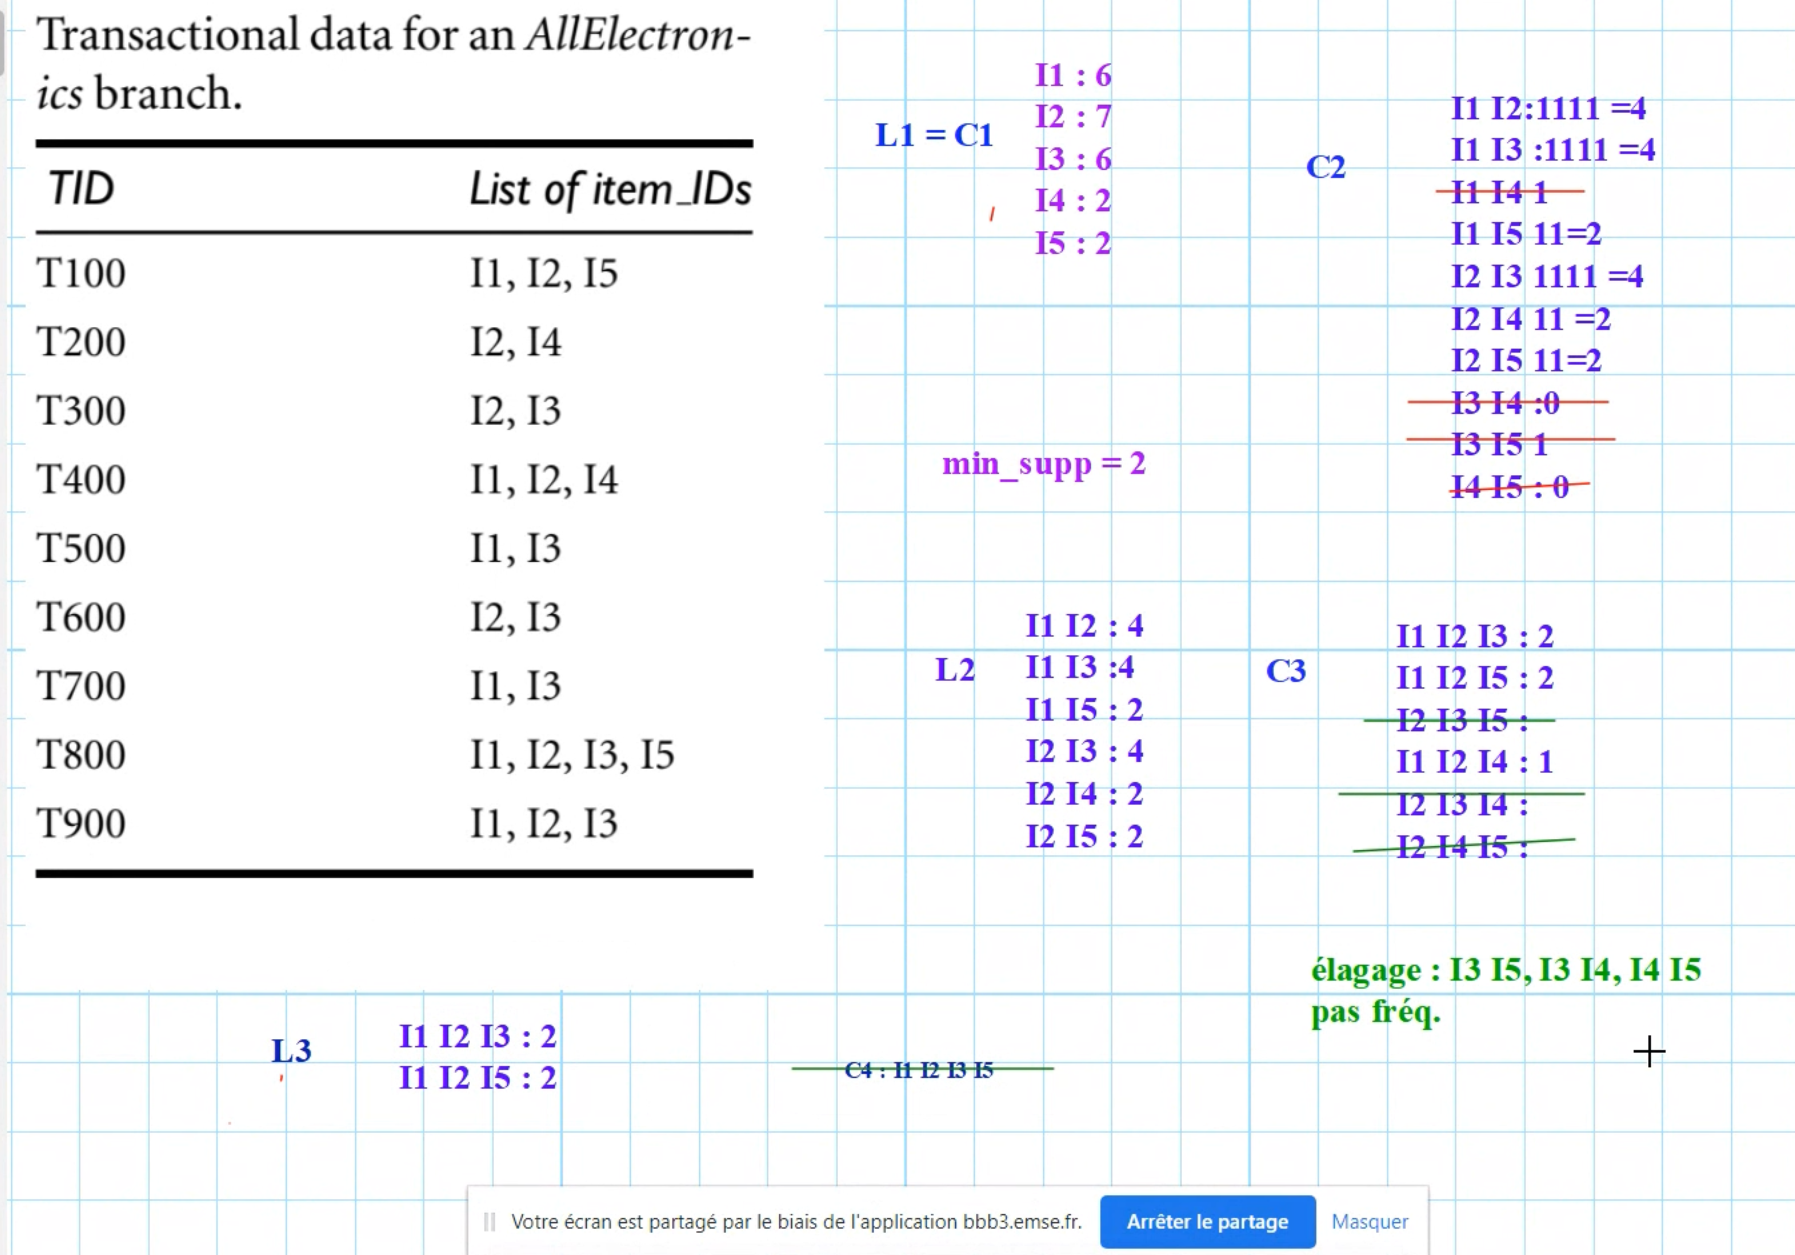 Transactional data for an AllElectron-
ics branch.
TID List of item_IDs
T100 I1, I2, I5
T200 I2, I4
T300 I2, I3
T400 I1, I2, I4
T500 I1, I3
T600 I2, I3
T700 I1, I3
T800 I1, I2, I3, I5
T900 I1, I2, I3
L1 = C1
I1 : 6
I2 : 7
I3 : 6
I4 : 2
I5 : 2
min_supp = 2
C2
I1 I2:1111 =4
I1 I3 :1111 =4
I1 I4 1
I1 I5 11=2
I2 I3 1111 =4
I2 I4 11 =2
I2 I5 11=2
I3 I4 :0
I3 I5 1
I4 I5 : 0
L2
I1 I2 : 4
I1 I3 :4
I1 I5 : 2
I2 I3 : 4
I2 I4 : 2
I2 I5 : 2
C3
I1 I2 I3 : 2
I1 I2 I5 : 2
I2 I3 I5 :
I1 I2 I4 : 1
I2 I3 I4 :
I2 I4 I5 :
élagage : I3 I5, I3 I4, I4 I5
pas fréq.
L3
I1 I2 I3 : 2
I1 I2 I5 : 2
C4 : I1 I2 I3 I5
Votre écran est partagé par le biais de l'application bbb3.emse.fr. Arrêter le partage Masquer